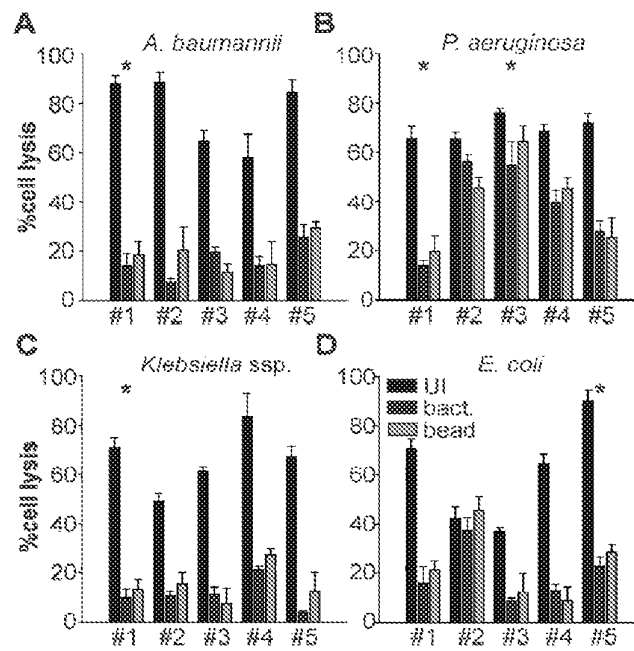 A
A. baumannii
*
%cell lysis
100
80
60
40
20
0
#1 #2 #3 #4 #5
B
P. aeruginosa
* *
100
80
60
40
20
0
#1 #2 #3 #4 #5
C
Klebsiella ssp.
*
%cell lysis
100
80
60
40
20
0
#1 #2 #3 #4 #5
D
E. coli
UI
bact.
bead
*
100
80
60
40
20
0
#1 #2 #3 #4 #5